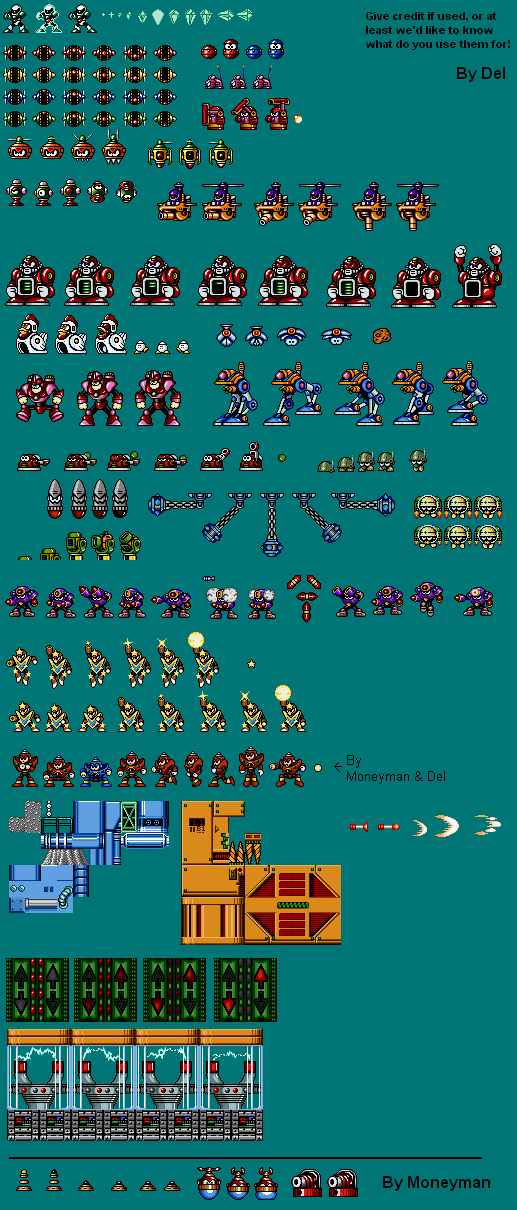 Give credit if used, or at
least we'd like to know
what do you use them for!
By Del
By
Moneyman & Del
By Moneyman